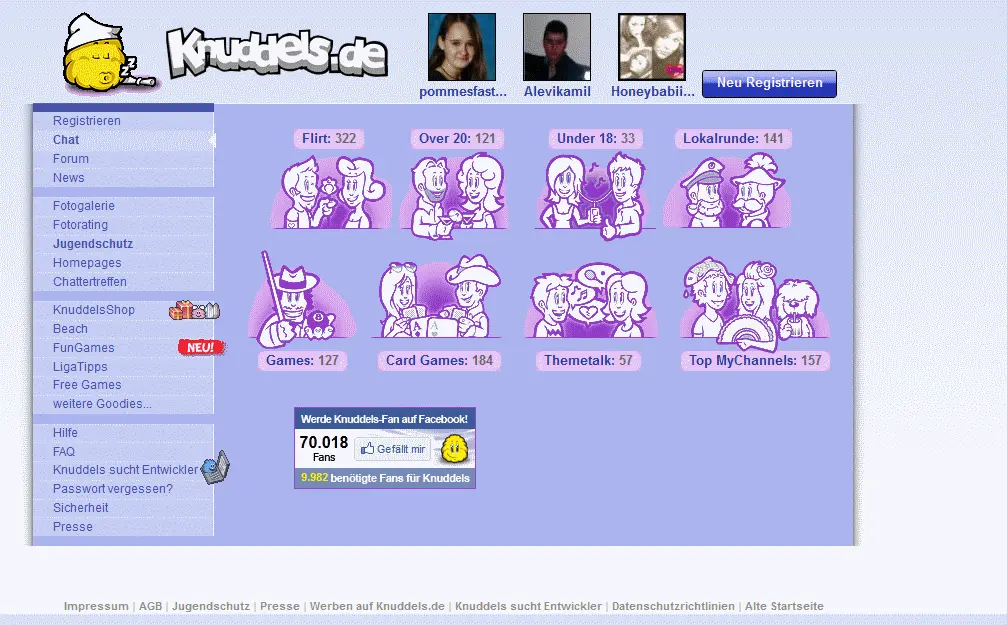 Knuddels.de
pommesfast...
Alevikamil
Honeybabii...
Neu Registrieren
Registrieren
Chat
Forum
News
Fotogalerie
Fotorating
Jugendschutz
Homepages
Chattertreffen
KnuddelsShop
Beach
FunGames
NEU!
LigaTipps
Free Games
weitere Goodies...
Hilfe
FAQ
Knuddels sucht Entwickler
Passwort vergessen?
Sicherheit
Presse
Flirt: 322
Over 20: 121
Under 18: 33
Lokalrunde: 141
8
A A
Games: 127
Card Games: 184
Themetalk: 57
Top MyChannels: 157
Werde Knuddels-Fan auf Facebook!
70.018
Fans
Gefällt mir
9.982 benötigte Fans für Knuddels
Impressum | AGB | Jugendschutz | Presse | Werben auf Knuddels.de | Knuddels sucht Entwickler | Datenschutzrichtlinien | Alte Startseite